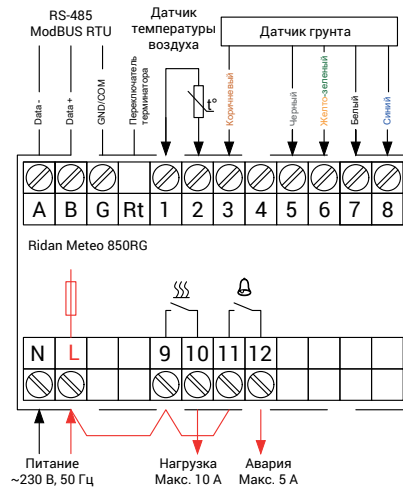 RS-485
ModBUS RTU
Датчик
температуры
воздуха
Датчик грунта
Data-
Data+
GND/COM
Переключатель
терминатора
t°
Коричневый
Черный
Желто-зеленый
Белый
Синий
A B G Rt 1 2 3 4 5 6 7 8
Ridan Meteo 850RG
N L 9 10 11 12
Питание
~230 В, 50 Гц
Нагрузка
Макс. 10 А
Авария
Макс. 5 А